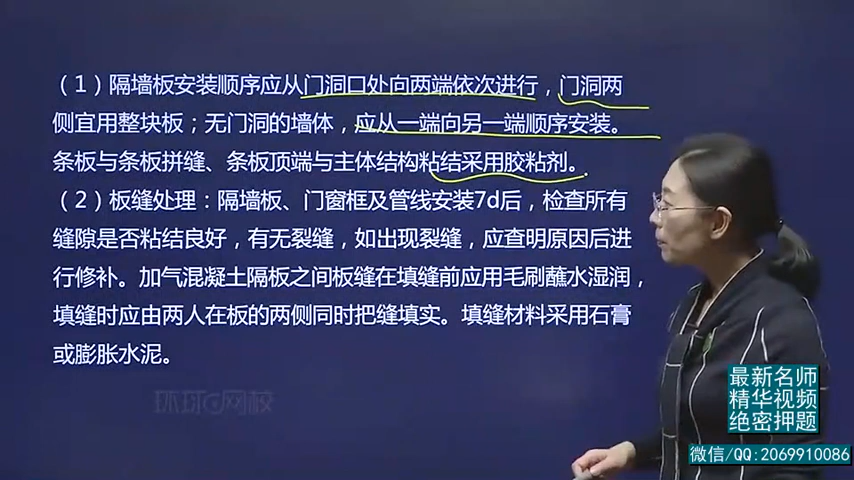 （1）隔墙板安装顺序应从门洞口处向两端依次进行，门洞两
侧宜用整块板；无门洞的墙体，应从一端向另一端顺序安装。
条板与条板拼缝、条板顶端与主体结构粘结采用胶粘剂。
（2）板缝处理：隔墙板、门窗框及管线安装7d后，检查所有
缝隙是否粘结良好，有无裂缝，如出现裂缝，应查明原因后进
行修补。加气混凝土隔板之间板缝在填缝前应用毛刷蘸水湿润，
填缝时应由两人在板的两侧同时把缝填实。填缝材料采用石膏
或膨胀水泥。
环球网校
最新名师
精华视频
绝密押题
微信/QQ:2069910086